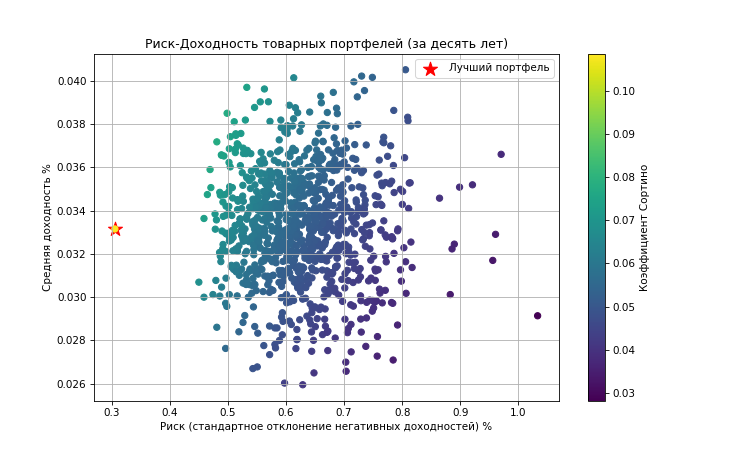 Риск-Доходность товарных портфелей (за десять лет)
Лучший портфель
Средняя доходность %
0.040
0.038
0.036
0.034
0.032
0.030
0.028
0.026
0.3 0.4 0.5 0.6 0.7 0.8 0.9 1.0
Риск (стандартное отклонение негативных доходностей) %
0.10
0.09
0.08
0.07
0.06
0.05
0.04
0.03
Коэффициент Сортино